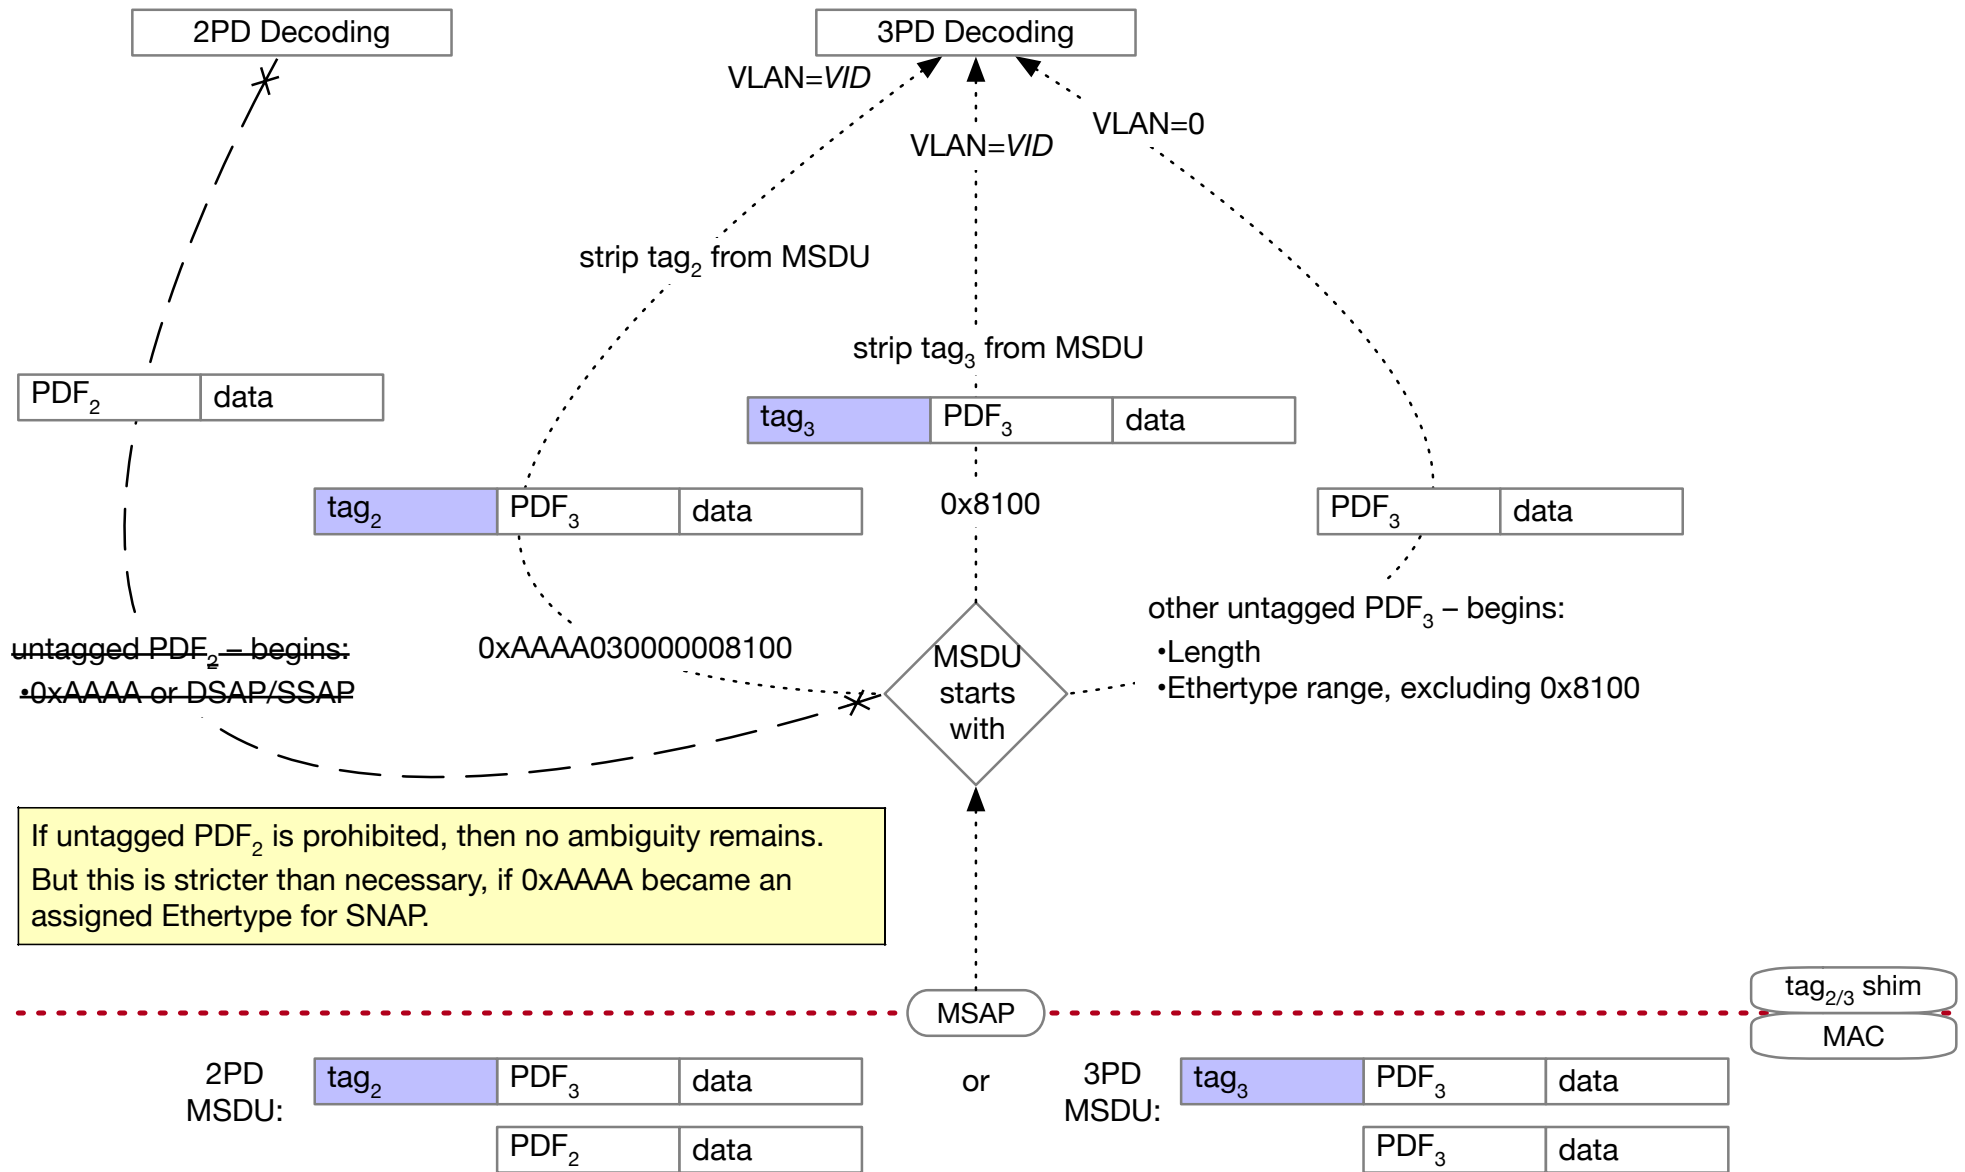 2PD Decoding
3PD Decoding
VLAN=VID
VLAN=0
VLAN=VID
strip tag2 from MSDU
strip tag3 from MSDU
PDF2 data
tag3 PDF3 data
tag2 PDF3 data
0x8100
PDF3 data
untagged PDF2 – begins:
•0xAAAA or DSAP/SSAP
0xAAAA030000008100
MSDU
starts
with
other untagged PDF3 – begins:
•Length
•Ethertype range, excluding 0x8100
If untagged PDF2 is prohibited, then no ambiguity remains.
But this is stricter than necessary, if 0xAAAA became an
assigned Ethertype for SNAP.
MSAP
tag2/3 shim
MAC
2PD
MSDU:
tag2 PDF3 data
PDF2 data
or
3PD
MSDU:
tag3 PDF3 data
PDF3 data